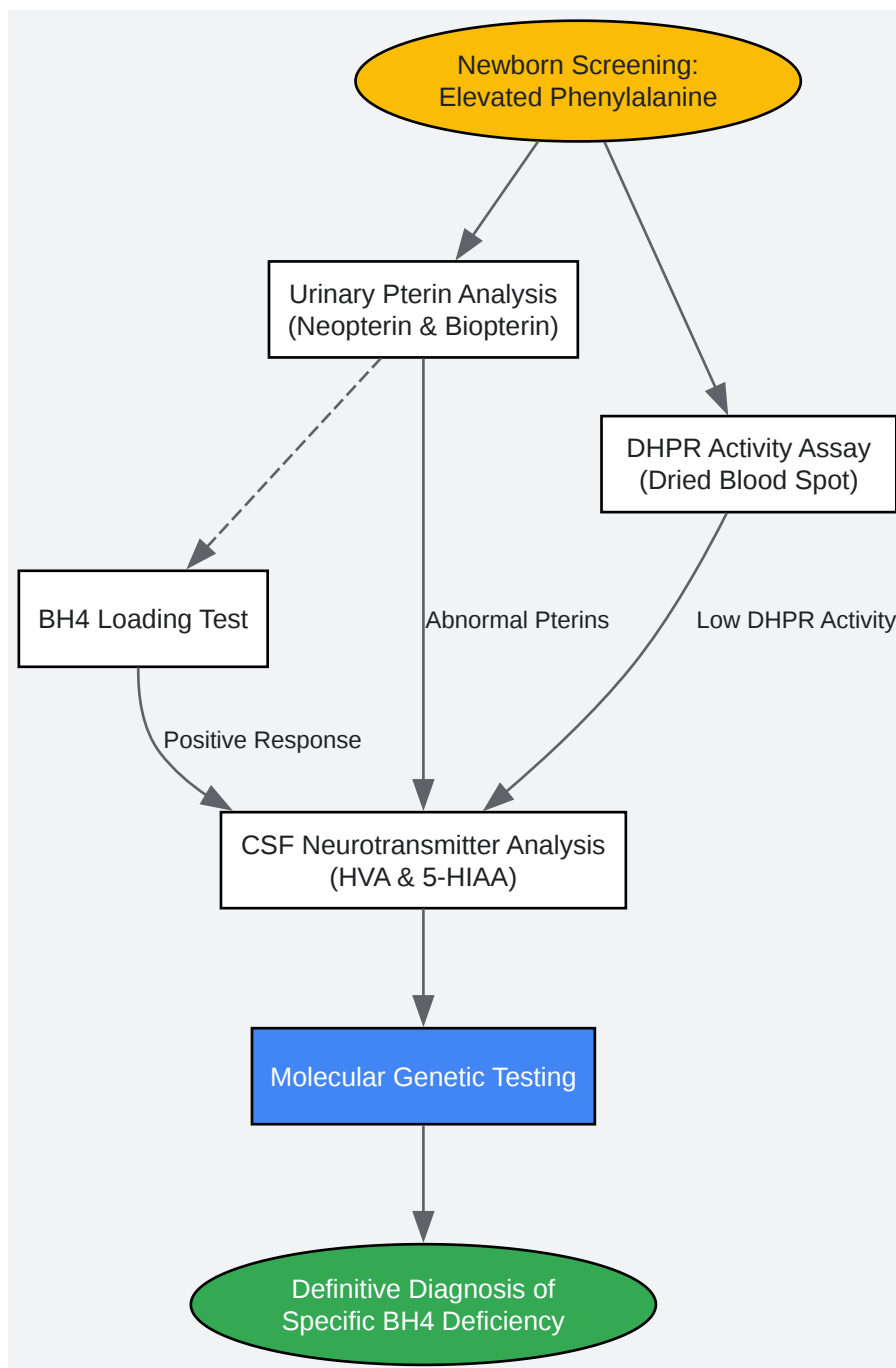 Newborn Screening:
Elevated Phenylalanine
Urinary Pterin Analysis
(Neopterin & Biopterin)
DHPR Activity Assay
(Dried Blood Spot)
BH4 Loading Test
Abnormal Pterins
Low DHPR Activity
Positive Response
CSF Neurotransmitter Analysis
(HVA & 5-HIAA)
Molecular Genetic Testing
Definitive Diagnosis of
Specific BH4 Deficiency